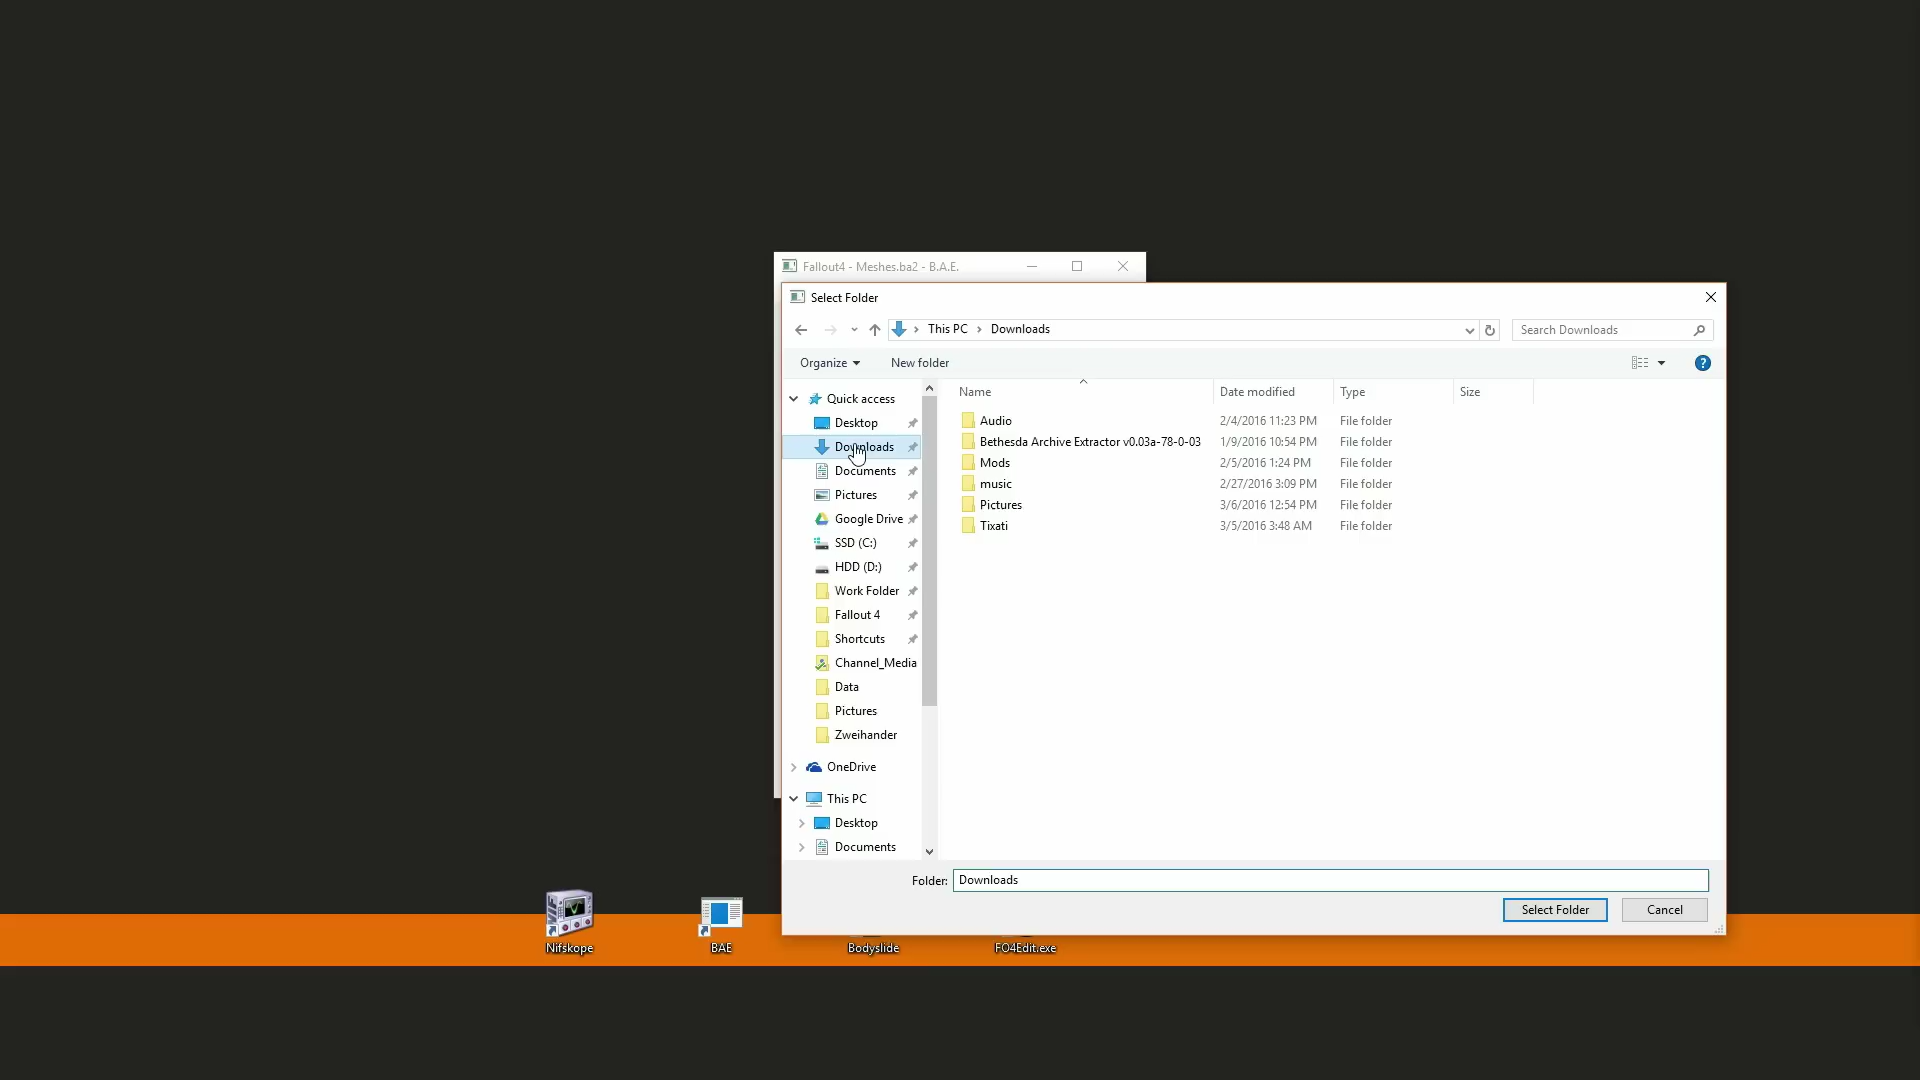 Fallout4 - Meshes.ba2 - B.A.E.
Select Folder
This PC > Downloads
Search Downloads
Organize
New folder
Name
Date modified
Type
Size
Quick access
Desktop
Downloads
Documents
Pictures
Google Drive
SSD (C:)
HDD (D:)
Work Folder
Fallout 4
Shortcuts
Channel_Media
Data
Pictures
Zweihander
OneDrive
This PC
Desktop
Documents
Audio 2/4/2016 11:23 PM File folder
Bethesda Archive Extractor v0.03a-78-0-03 1/9/2016 10:54 PM File folder
Mods 2/5/2016 1:24 PM File folder
music 2/27/2016 3:09 PM File folder
Pictures 3/6/2016 12:54 PM File folder
Tixati 3/5/2016 3:48 AM File folder
Folder: Downloads
Select Folder
Cancel
Nifskope
BAE
Bodyslide
FO4Edit.exe